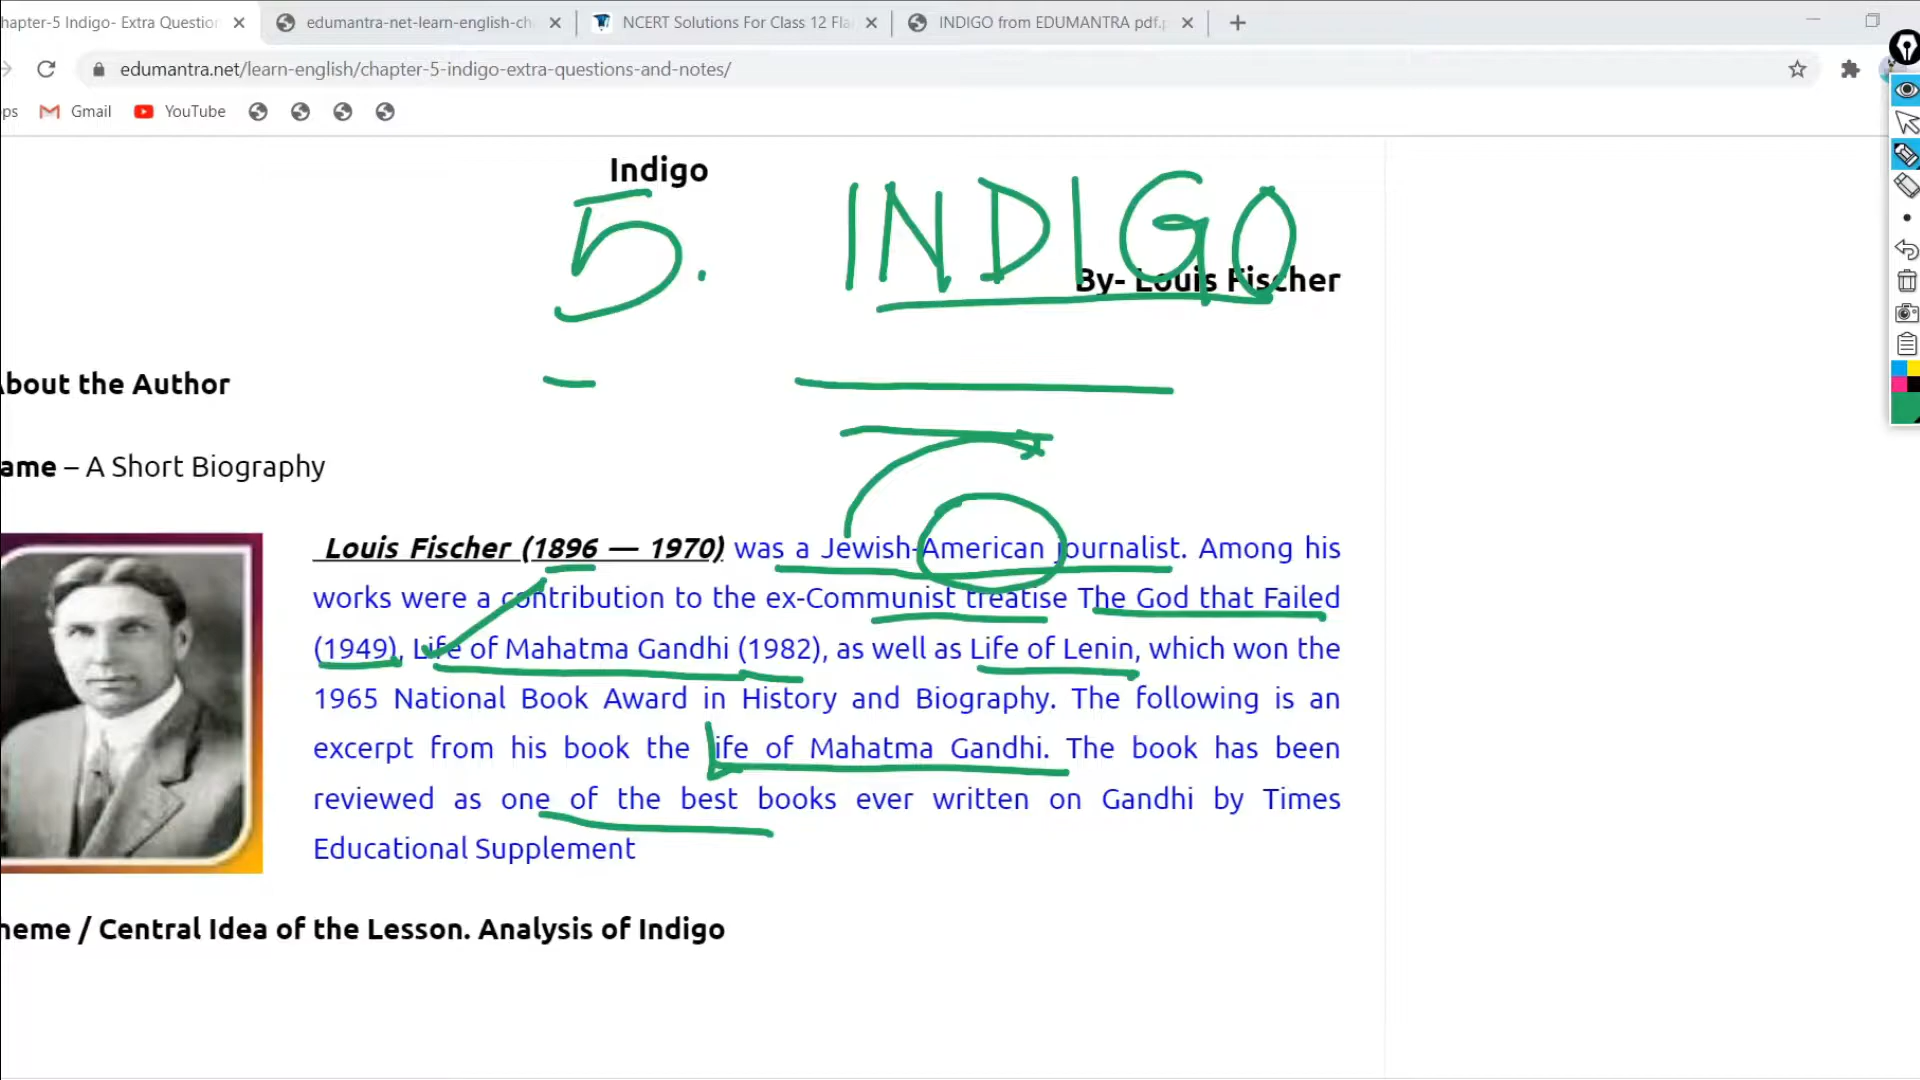 hapter-5 Indigo- Extra Question
edumantra-net-learn-english-ch
NCERT Solutions For Class 12 Fla
INDIGO from EDUMANTRA pdf.p
edumantra.net/learn-english/chapter-5-indigo-extra-questions-and-notes/
ps Gmail YouTube
Indigo
5. INDIGO
By- Louis Fischer
About the Author
ame – A Short Biography
Louis Fischer (1896 — 1970) was a Jewish-American journalist. Among his
works were a contribution to the ex-Communist treatise The God that Failed
(1949), Life of Mahatma Gandhi (1982), as well as Life of Lenin, which won the
1965 National Book Award in History and Biography. The following is an
excerpt from his book the life of Mahatma Gandhi. The book has been
reviewed as one of the best books ever written on Gandhi by Times
Educational Supplement
heme / Central Idea of the Lesson. Analysis of Indigo